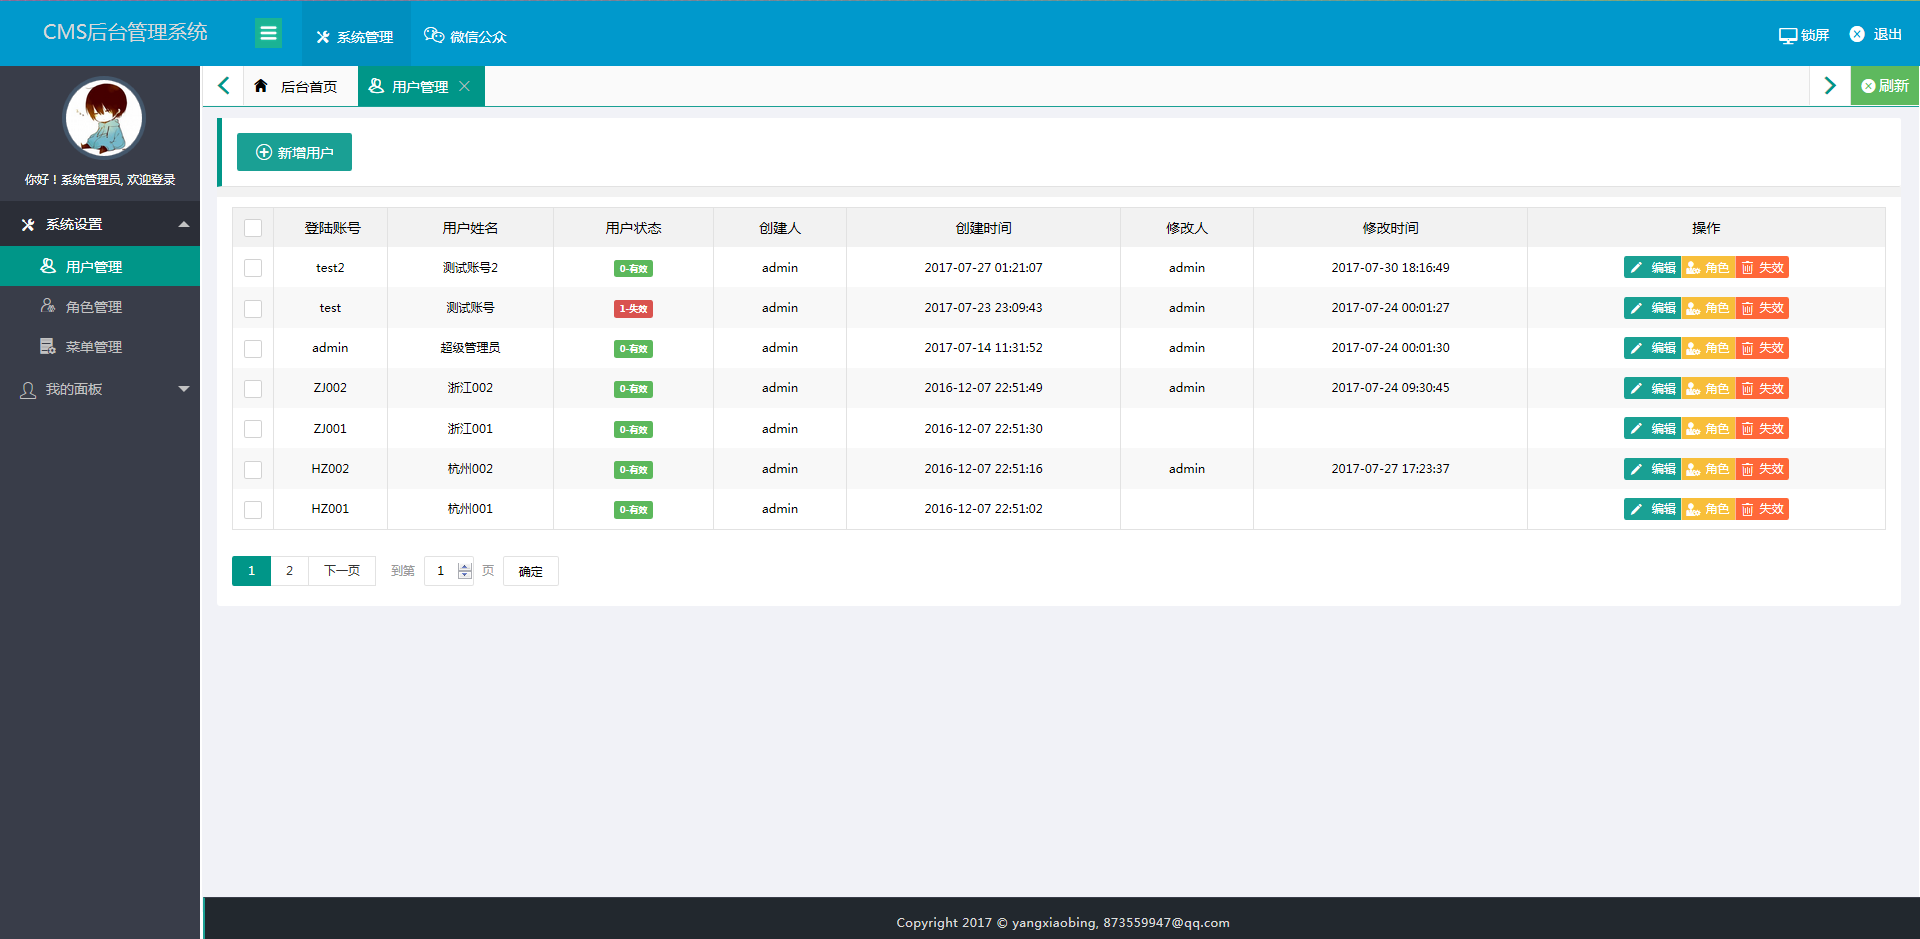 CMS后台管理系统
系统管理
微信公众
锁屏
退出
你好！系统管理员, 欢迎登录
系统设置
用户管理
角色管理
菜单管理
我的面板
后台首页
用户管理
刷新
新增用户
登陆账号 用户姓名 用户状态 创建人 创建时间 修改人 修改时间 操作
test2 测试账号2 0-有效 admin 2017-07-27 01:21:07 admin 2017-07-30 18:16:49 编辑 角色 失效
test 测试账号 1-失效 admin 2017-07-23 23:09:43 admin 2017-07-24 00:01:27 编辑 角色 失效
admin 超级管理员 0-有效 admin 2017-07-14 11:31:52 admin 2017-07-24 00:01:30 编辑 角色 失效
ZJ002 浙江002 0-有效 admin 2016-12-07 22:51:49 admin 2017-07-24 09:30:45 编辑 角色 失效
ZJ001 浙江001 0-有效 admin 2016-12-07 22:51:30 编辑 角色 失效
HZ002 杭州002 0-有效 admin 2016-12-07 22:51:16 admin 2017-07-27 17:23:37 编辑 角色 失效
HZ001 杭州001 0-有效 admin 2016-12-07 22:51:02 编辑 角色 失效
1 2 下一页 到第 1 页 确定
Copyright 2017 © yangxiaobing, 873559947@qq.com